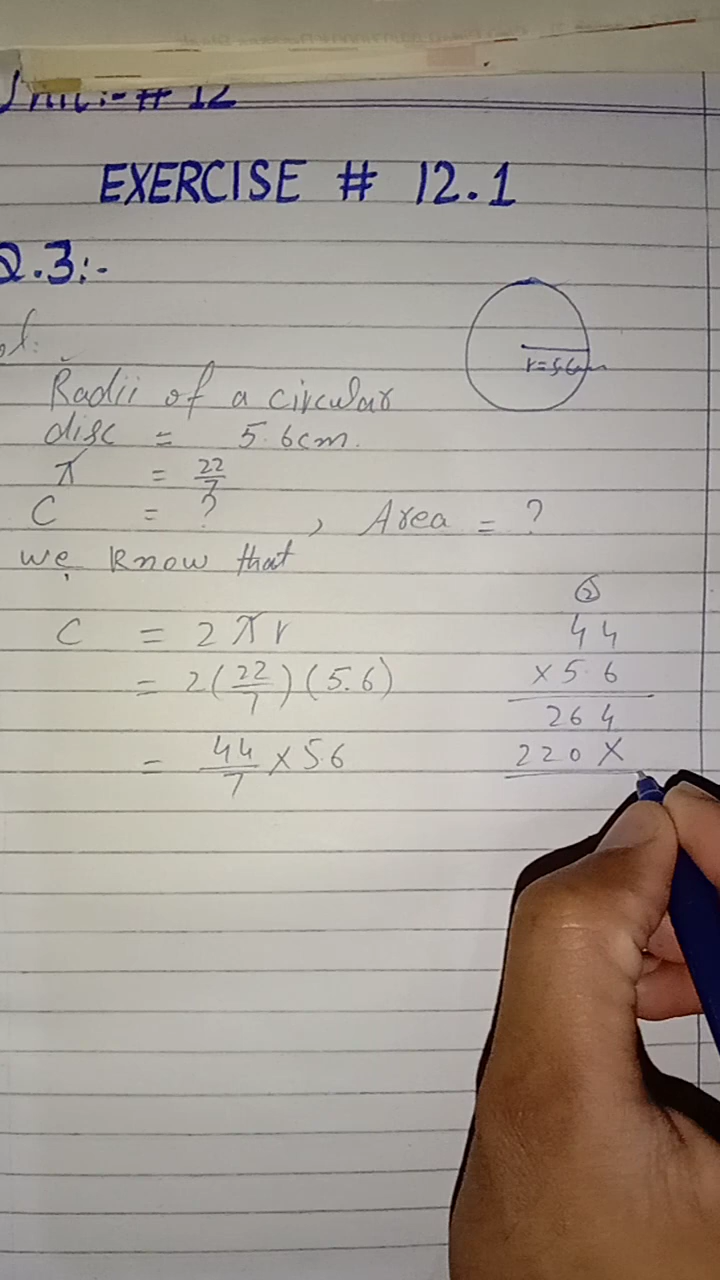 EXERCISE # 12.1
Q.3:-
r=5.6cm
Radii of a circular
disc = 5.6cm.
π = 22/7
C = ? , Area = ?
we know that
C = 2πr
= 2(22/7)(5.6)
= 44/7 × 5.6
2
44
×5.6
264
220×